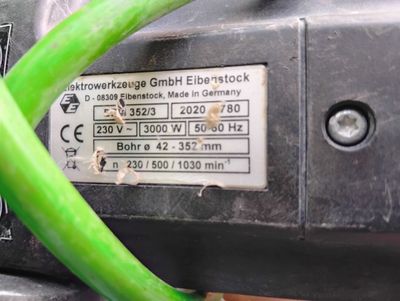 lektrowerkzeuge GmbH Eibenstock
D - 08309 Eibenstock, Made in Germany
352/3 2020 780
CE 230 V ~ 3000 W 50-60 Hz
Bohr ø 42 - 352 mm
n 230 / 500 / 1030 min⁻¹